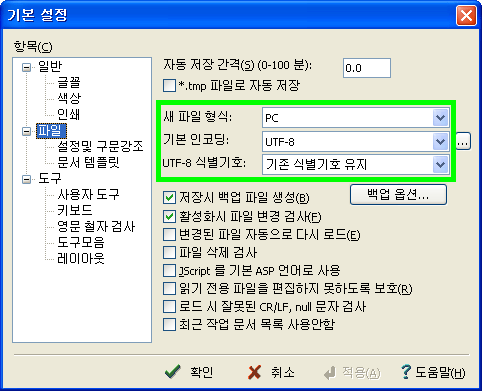 기본 설정
항목(C)
일반
글꼴
색상
인쇄
파일
설정및 구문강조
문서 템플릿
도구
사용자 도구
키보드
영문 철자 검사
도구모음
레이아웃
자동 저장 간격(S) (0-100 분): 0.0
*.tmp 파일로 자동 저장
새 파일 형식: PC
기본 인코딩: UTF-8 ...
UTF-8 식별기호: 기존 식별기호 유지
저장시 백업 파일 생성(B) 백업 옵션...
활성화시 파일 변경 검사(F)
변경된 파일 자동으로 다시 로드(E)
파일 삭제 검사
JScript 를 기본 ASP 언어로 사용
읽기 전용 파일을 편집하지 못하도록 보호(R)
로드 시 잘못된 CR/LF, null 문자 검사
최근 작업 문서 목록 사용안함
확인 취소 적용(A) 도움말(H)